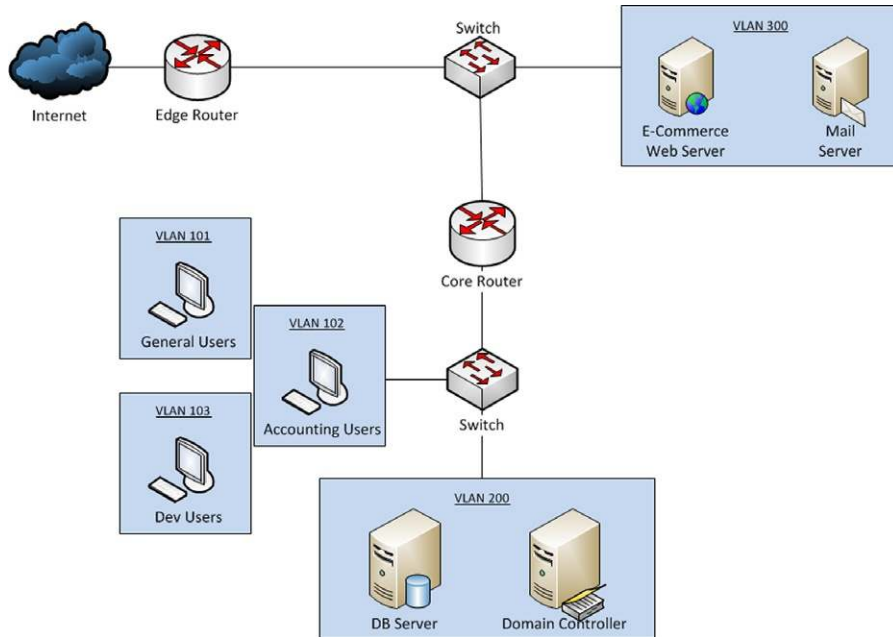 Switch
VLAN 300
Internet
Edge Router
E-Commerce
Web Server
Mail
Server
VLAN 101
General Users
Core Router
VLAN 102
Accounting Users
VLAN 103
Dev Users
Switch
VLAN 200
DB Server
Domain Controller